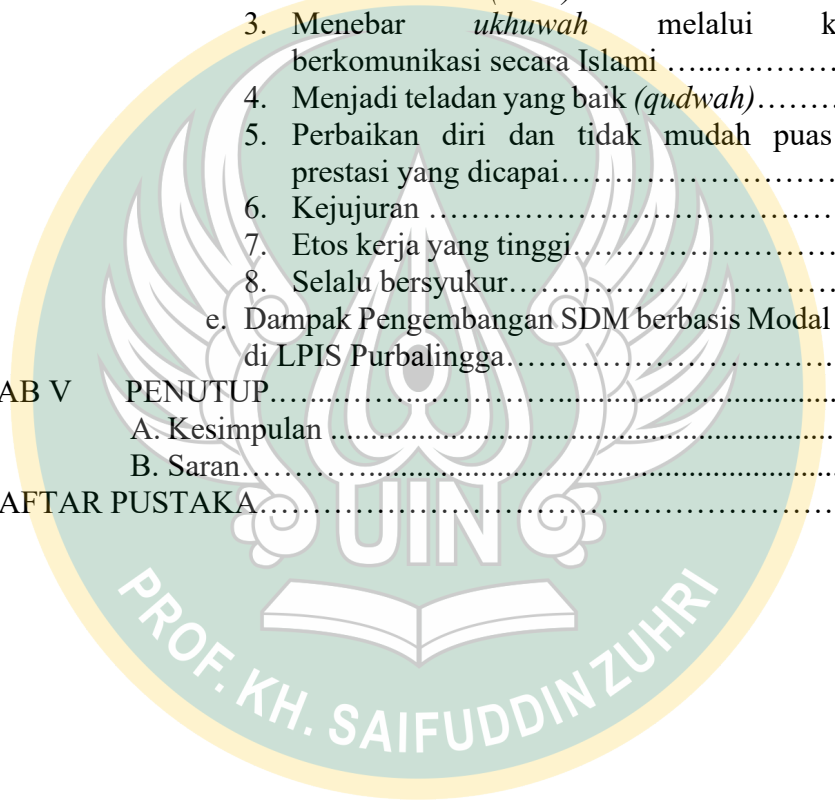 3. Menebar ukhuwah melalui k
berkomunikasi secara Islami …...…………
4. Menjadi teladan yang baik (qudwah)………
5. Perbaikan diri dan tidak mudah puas
prestasi yang dicapai………………………
6. Kejujuran …………………………………
7. Etos kerja yang tinggi………………………
8. Selalu bersyukur……………………………
e. Dampak Pengembangan SDM berbasis Modal
di LPIS Purbalingga……………………………
AB V PENUTUP…....…………………...............................
A. Kesimpulan ..............................................................
B. Saran……………....................................................
AFTAR PUSTAKA…………………………………………………
UIN
PROF. KH. SAIFUDDIN ZUHRI